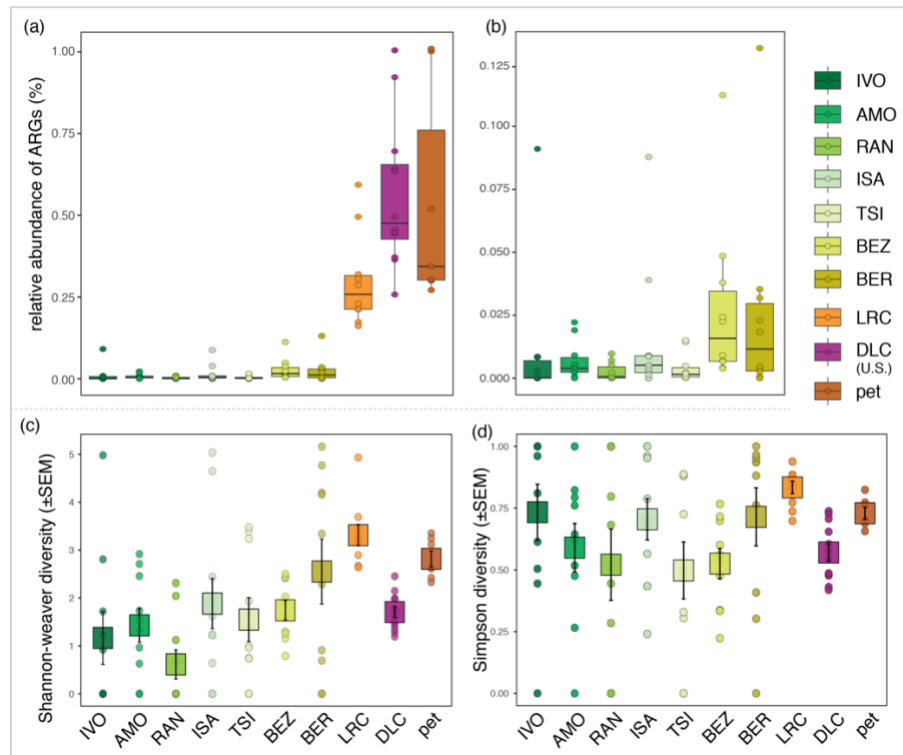 (a)
relative abundance of ARGs (%)
1.00
0.75
0.50
0.25
0.00
(b)
0.125
0.100
0.075
0.050
0.025
0.000
IVO
AMO
RAN
ISA
TSI
BEZ
BER
LRC
DLC
(U.S.)
pet
(c)
Shannon-weaver diversity (±SEM)
5
4
3
2
1
0
IVO
AMO
RAN
ISA
TSI
BEZ
BER
LRC
DLC
pet
(d)
Simpson diversity (±SEM)
1.00
0.75
0.50
0.25
0.00
IVO
AMO
RAN
ISA
TSI
BEZ
BER
LRC
DLC
pet